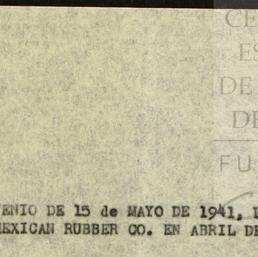 CE
ES
DE
DE
FU
ENIO DE 15 de MAYO DE 1941, L
MEXICAN RUBBER CO. EN ABRIL DE